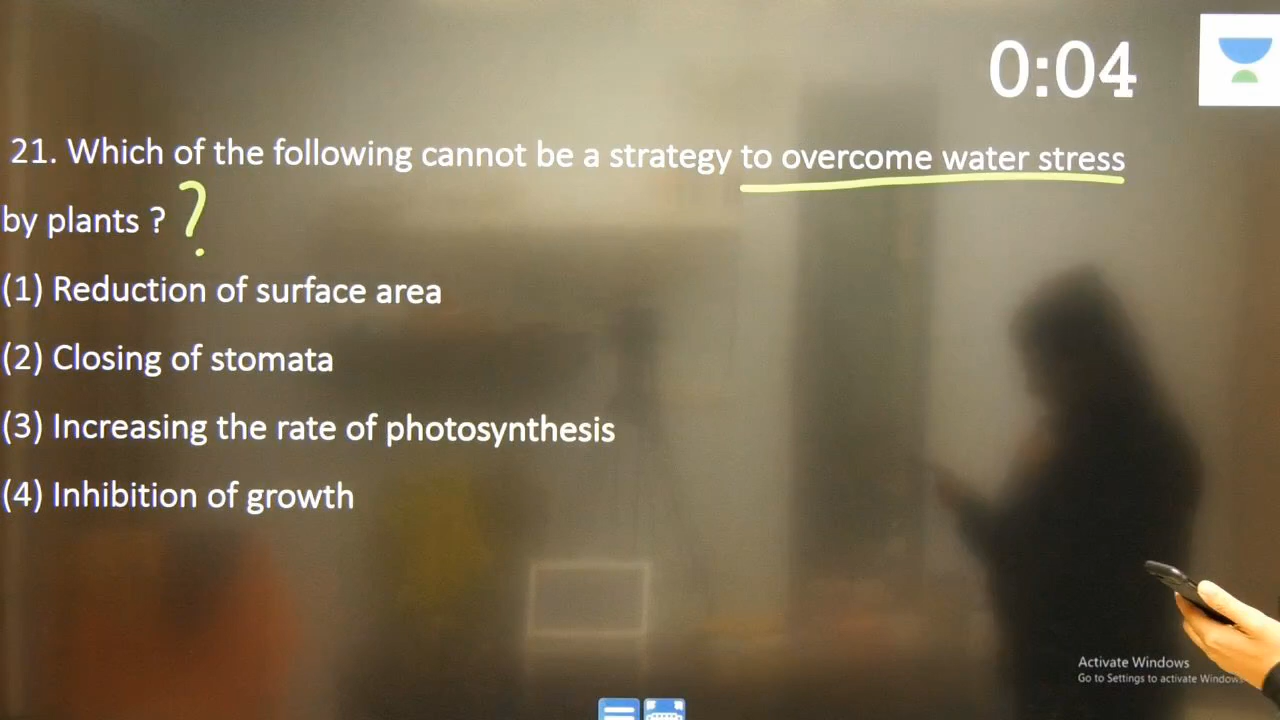 0:04
21. Which of the following cannot be a strategy to overcome water stress
by plants ? ?
(1) Reduction of surface area
(2) Closing of stomata
(3) Increasing the rate of photosynthesis
(4) Inhibition of growth
Activate Windows
Go to Settings to activate Windows